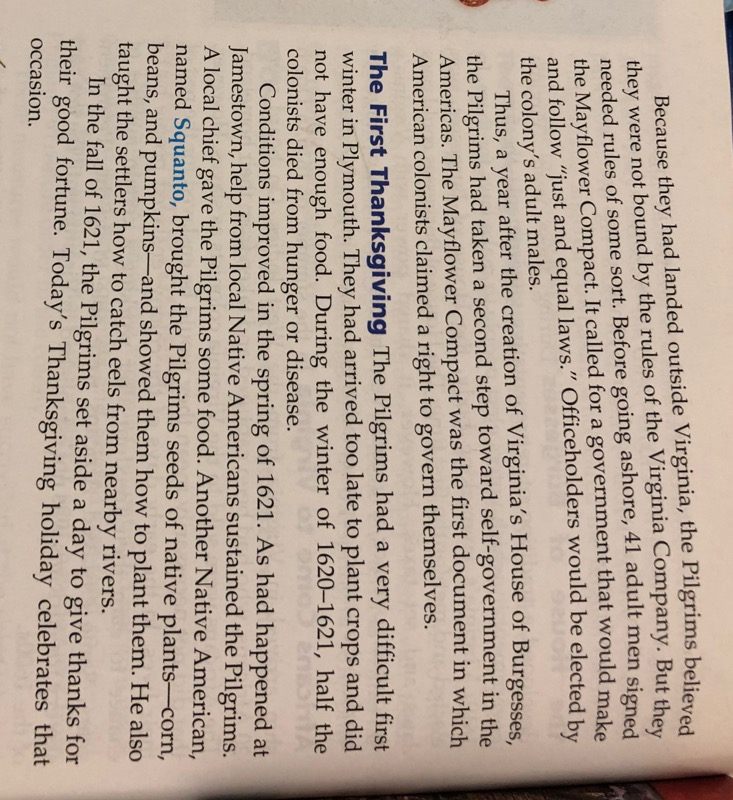 Because they had landed outside Virginia, the Pilgrims believed
they were not bound by the rules of the Virginia Company. But they
needed rules of some sort. Before going ashore, 41 adult men signed
the Mayflower Compact. It called for a government that would make
and follow “just and equal laws.” Officeholders would be elected by
the colony’s adult males.
Thus, a year after the creation of Virginia’s House of Burgesses,
the Pilgrims had taken a second step toward self-government in the
Americas. The Mayflower Compact was the first document in which
American colonists claimed a right to govern themselves.
The First Thanksgiving The Pilgrims had a very difficult first
winter in Plymouth. They had arrived too late to plant crops and did
not have enough food. During the winter of 1620–1621, half the
colonists died from hunger or disease.
Conditions improved in the spring of 1621. As had happened at
Jamestown, help from local Native Americans sustained the Pilgrims.
A local chief gave the Pilgrims some food. Another Native American,
named Squanto, brought the Pilgrims seeds of native plants—corn,
beans, and pumpkins—and showed them how to plant them. He also
taught the settlers how to catch eels from nearby rivers.
In the fall of 1621, the Pilgrims set aside a day to give thanks for
their good fortune. Today’s Thanksgiving holiday celebrates that
occasion.